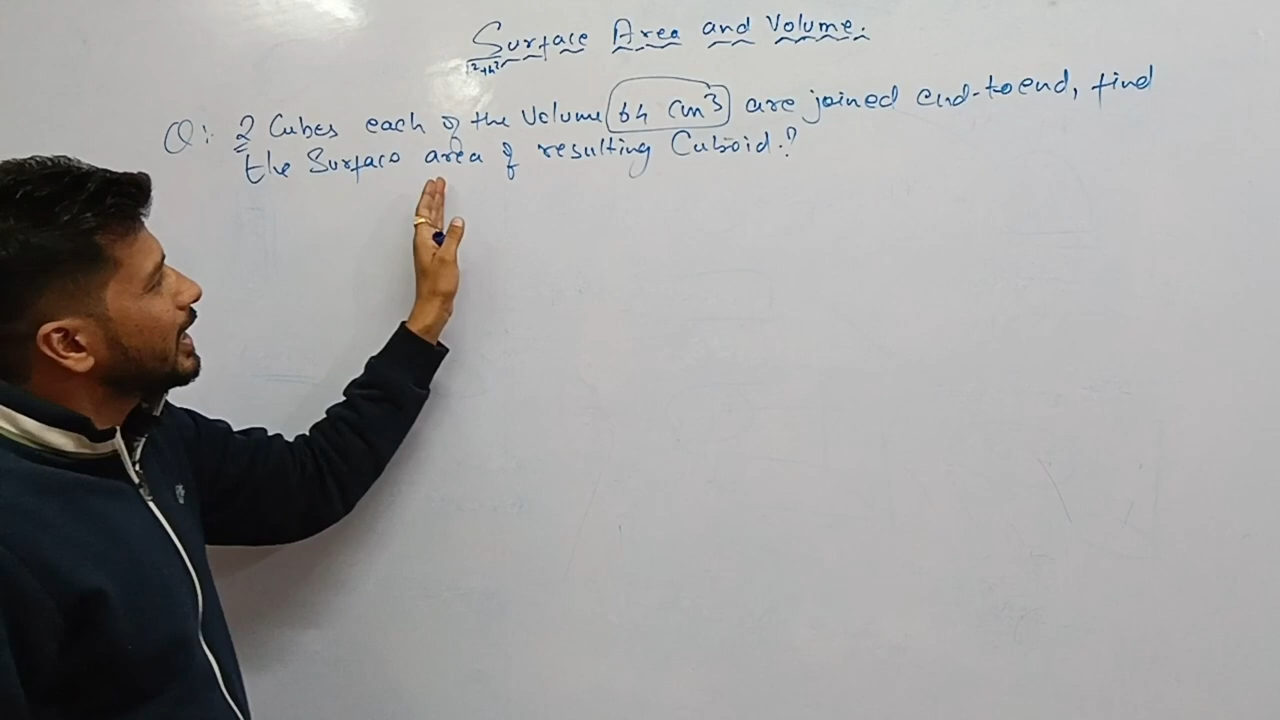 Surface Area and Volume.
Q:. 2 Cubes each of the Volume 64 cm³ are joined end-to end, find
the Surface area of resulting Cuboid.?